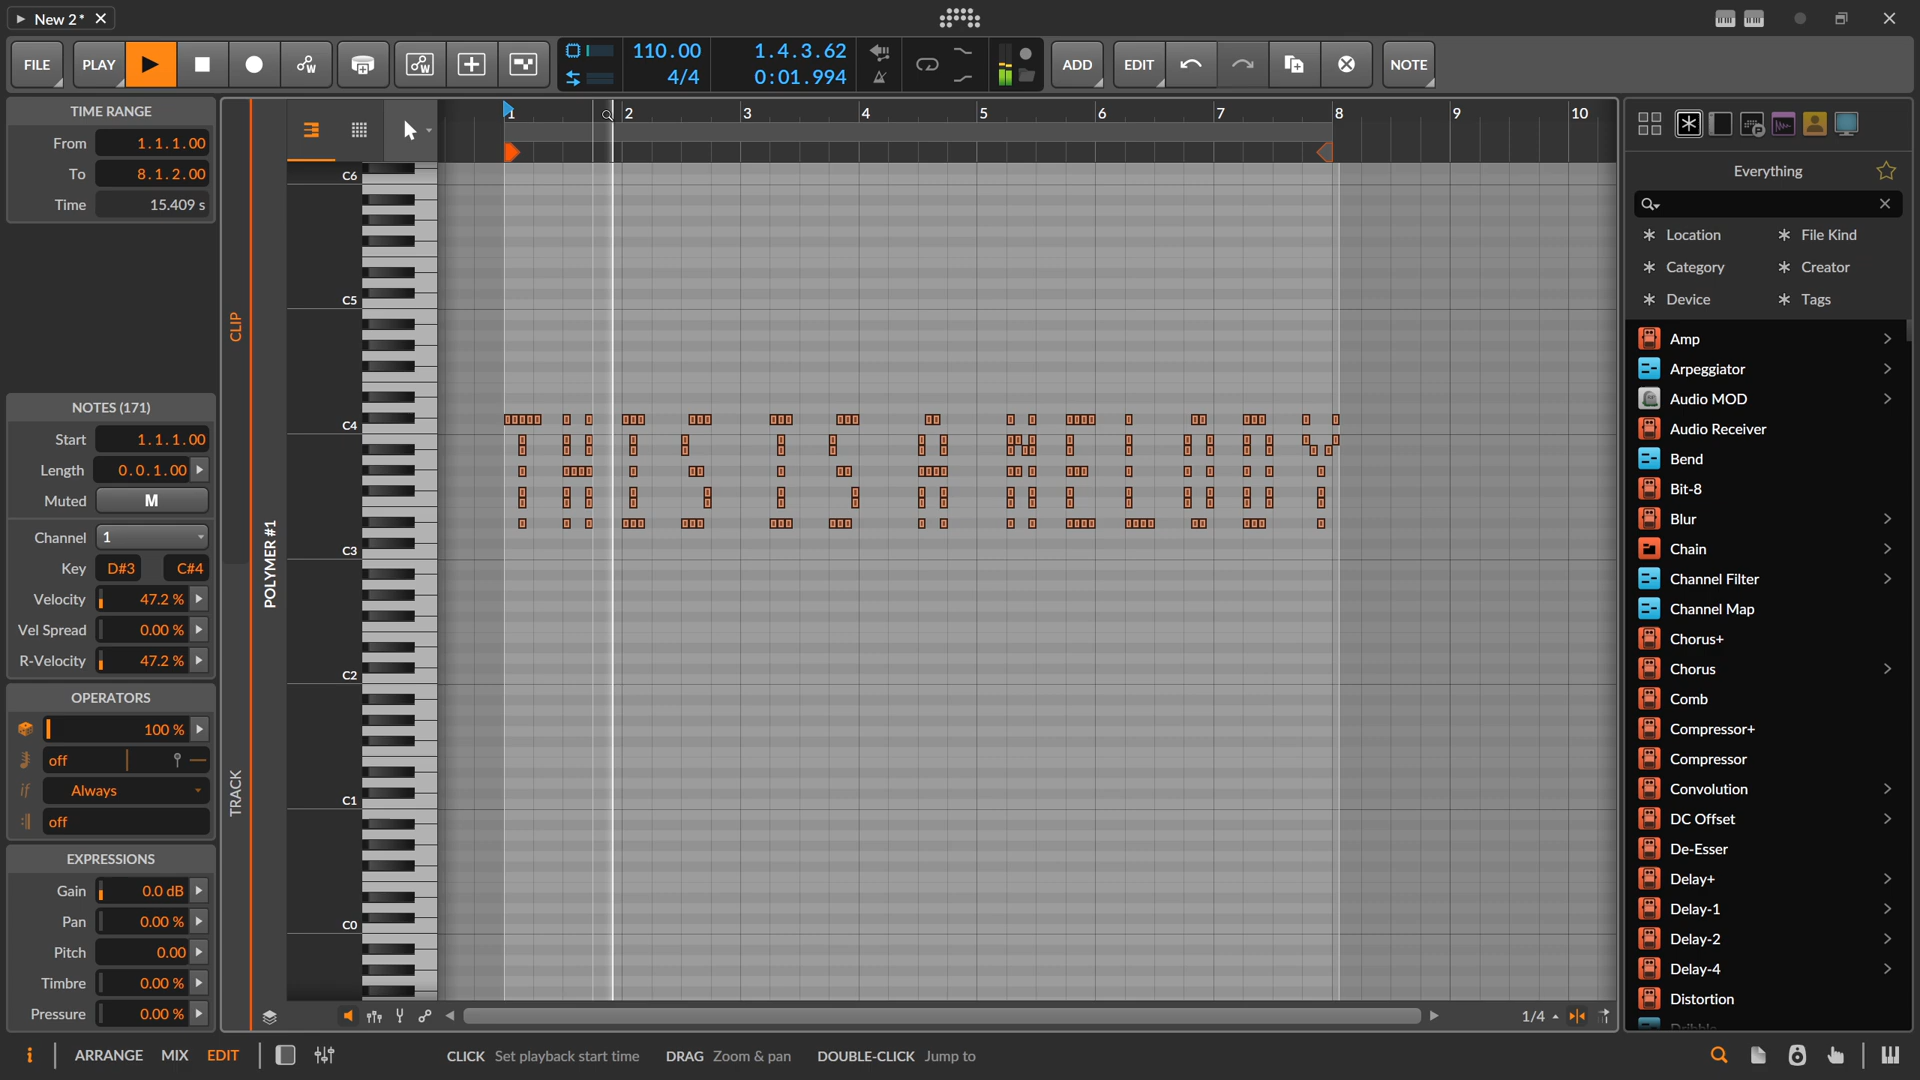 New 2*
FILE PLAY 110.00 4/4 1.4.3.62 0:01.994 ADD EDIT NOTE
TIME RANGE
From 1.1.1.00
To 8.1.2.00
Time 15.409 s
NOTES (171)
Start 1.1.1.00
Length 0.0.1.00
Muted M
Channel 1
Key D#3 C#4
Velocity 47.2 %
Vel Spread 0.00 %
R-Velocity 47.2 %
OPERATORS
100 %
off
if Always
off
EXPRESSIONS
Gain 0.0 dB
Pan 0.00 %
Pitch 0.00
Timbre 0.00 %
Pressure 0.00 %
CLIP
TRACK
POLYMER #1
1 2 3 4 5 6 7 8 9 10
C6
C5
C4
C3
C2
C1
C0
THIS IS A MELODY
1/4
Everything
Location File Kind
Category Creator
Device Tags
Amp
Arpeggiator
Audio MOD
Audio Receiver
Bend
Bit-8
Blur
Chain
Channel Filter
Channel Map
Chorus+
Chorus
Comb
Compressor+
Compressor
Convolution
DC Offset
De-Esser
Delay+
Delay-1
Delay-2
Delay-4
Distortion
i ARRANGE MIX EDIT CLICK Set playback start time DRAG Zoom & pan DOUBLE-CLICK Jump to